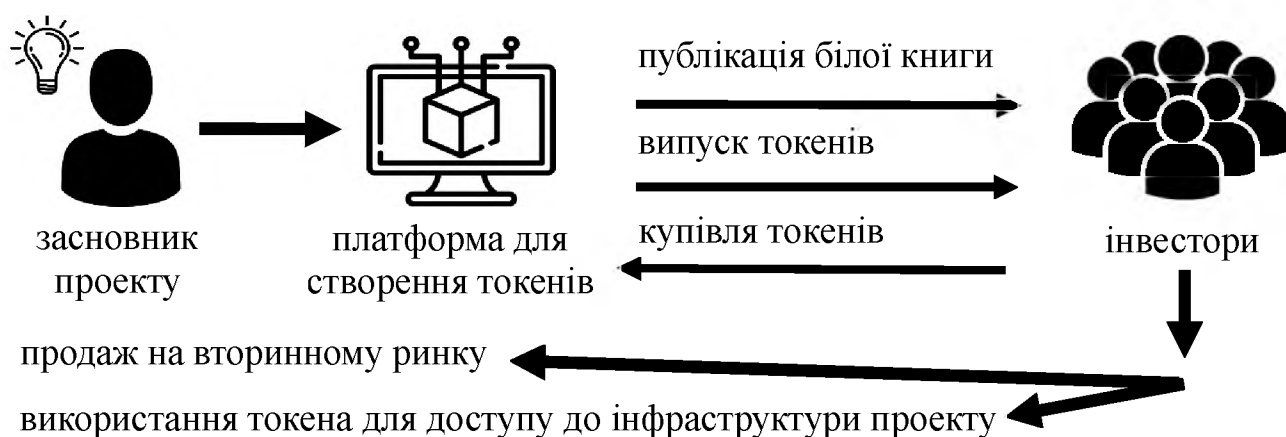 публікація білої книги
випуск токенів
купівля токенів
засновник
проекту
платформа для
створення токенів
інвестори
продаж на вторинному ринку
використання токена для доступу до інфраструктури проекту